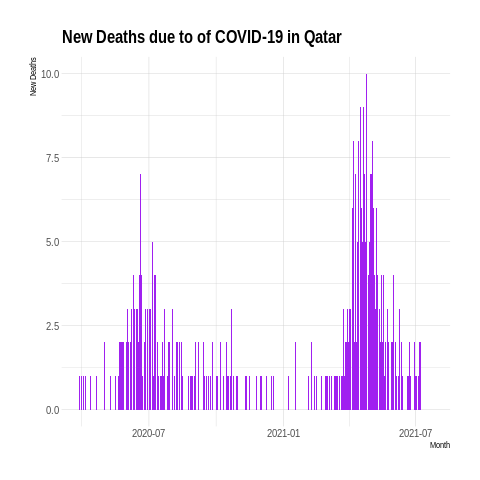 New Deaths due to of COVID-19 in Qatar
New Deaths
10.0
7.5
5.0
2.5
0.0
2020-07
2021-01
2021-07
Month